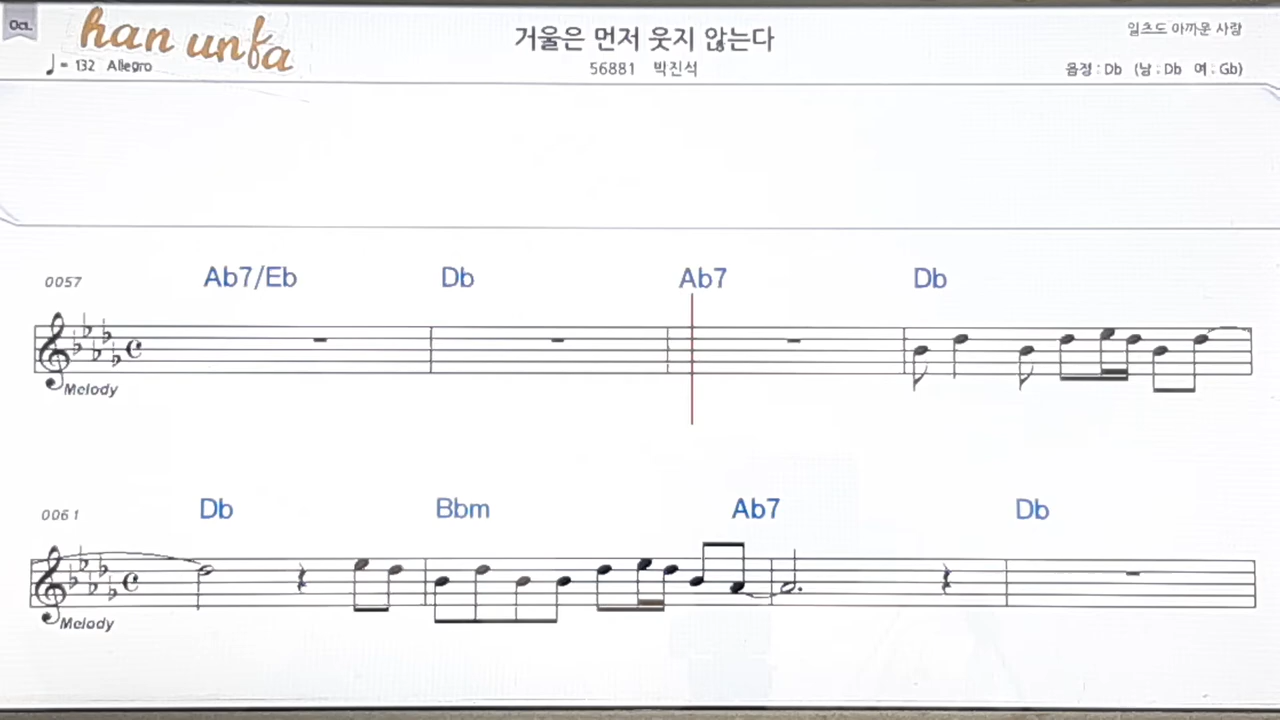 Oct.
han unfa
♩= 132 Allegro
거울은 먼저 웃지 않는다
56881 박진석
일츠드 아까운 사랑
음정 : Db (남 : Db 여 : Gb)
0057
Ab7/Eb Db Ab7 Db
Melody
0061
Db Bbm Ab7 Db
Melody